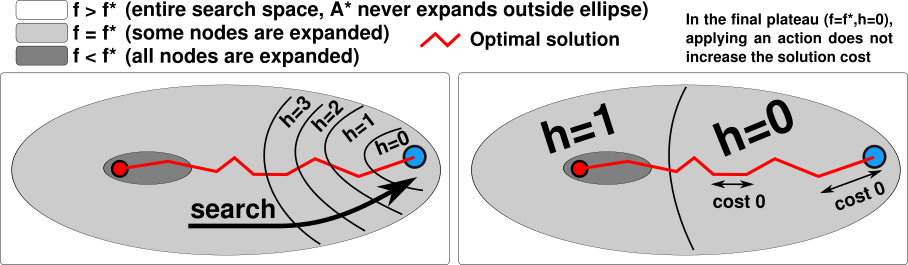 f > f* (entire search space, A* never expands outside ellipse)
f = f* (some nodes are expanded)
f < f* (all nodes are expanded)
Optimal solution
In the final plateau (f=f*,h=0),
applying an action does not
increase the solution cost
h=3
h=2
h=1
h=0
search
h=1
h=0
cost 0
cost 0